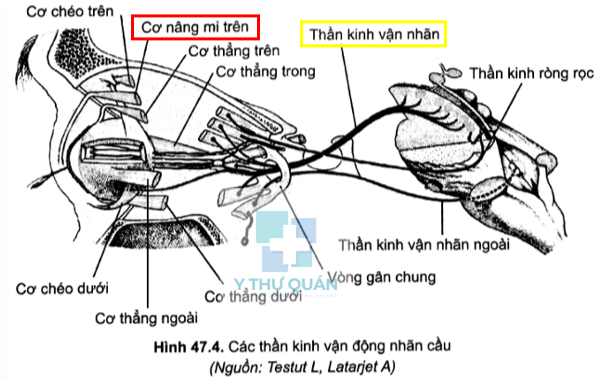 Cơ chéo trên
Cơ nâng mi trên
Thần kinh vận nhãn
Cơ thẳng trên
Cơ thẳng trong
Thần kinh ròng rọc
Thần kinh vận nhãn ngoài
Vòng gân chung
Y THƯ QUÁN
Cơ chéo dưới
Cơ thẳng dưới
Cơ thẳng ngoài
Hình 47.4. Các thần kinh vận động nhãn cầu
(Nguồn: Testut L, Latarjet A)